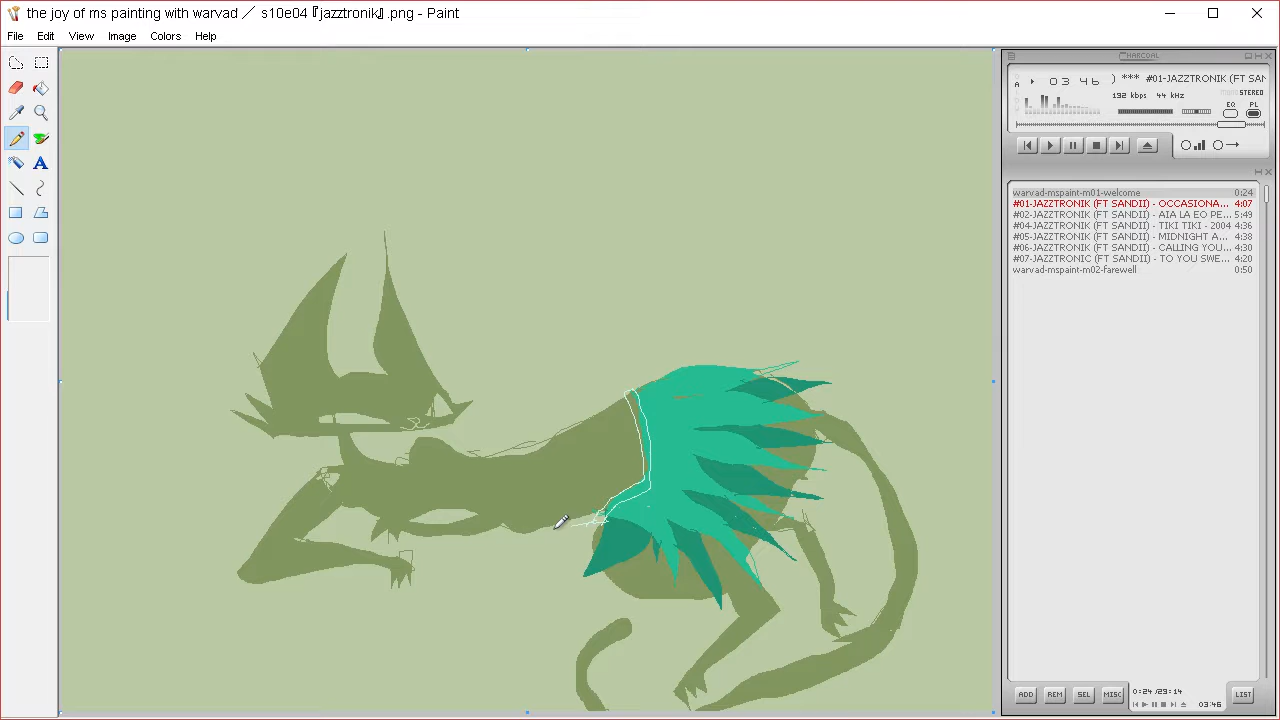 the joy of ms painting with warvad ／ s10e04『jazztronik』.png - Paint
File Edit View Image Colors Help
CHARCOAL
03 46 ) *** #01-JAZZTRONIK (FT SAN
192 kbps 44 kHz STEREO
EQ PL
warvad-mspaint-m01-welcome 0:24
#01-JAZZTRONIK (FT SANDII) - OCCASIONA... 4:07
#02-JAZZTRONIK (FT SANDII) - AIA LA EO PE... 5:49
#04-JAZZTRONIK (FT SANDII) - TIKI TIKI - 2004 4:36
#05-JAZZTRONIK (FT SANDII) - MIDNIGHT A... 4:38
#06-JAZZTRONIK (FT SANDII) - CALLING YOU... 4:30
#07-JAZZTRONIC (FT SANDII) - TO YOU SWE... 4:20
warvad-mspaint-m02-farewell 0:50
ADD REM SEL MISC 0:24/29:14 03:46 LIST